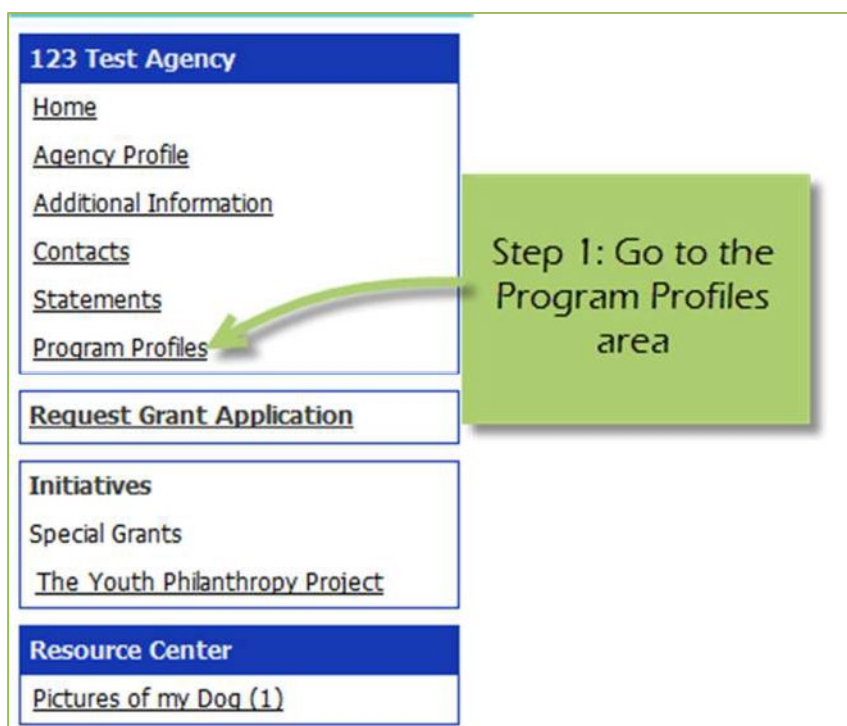 123 Test Agency
Home
Agency Profile
Additional Information
Contacts
Statements
Program Profiles
Step 1: Go to the
Program Profiles
area
Request Grant Application
Initiatives
Special Grants
The Youth Philanthropy Project
Resource Center
Pictures of my Dog (1)